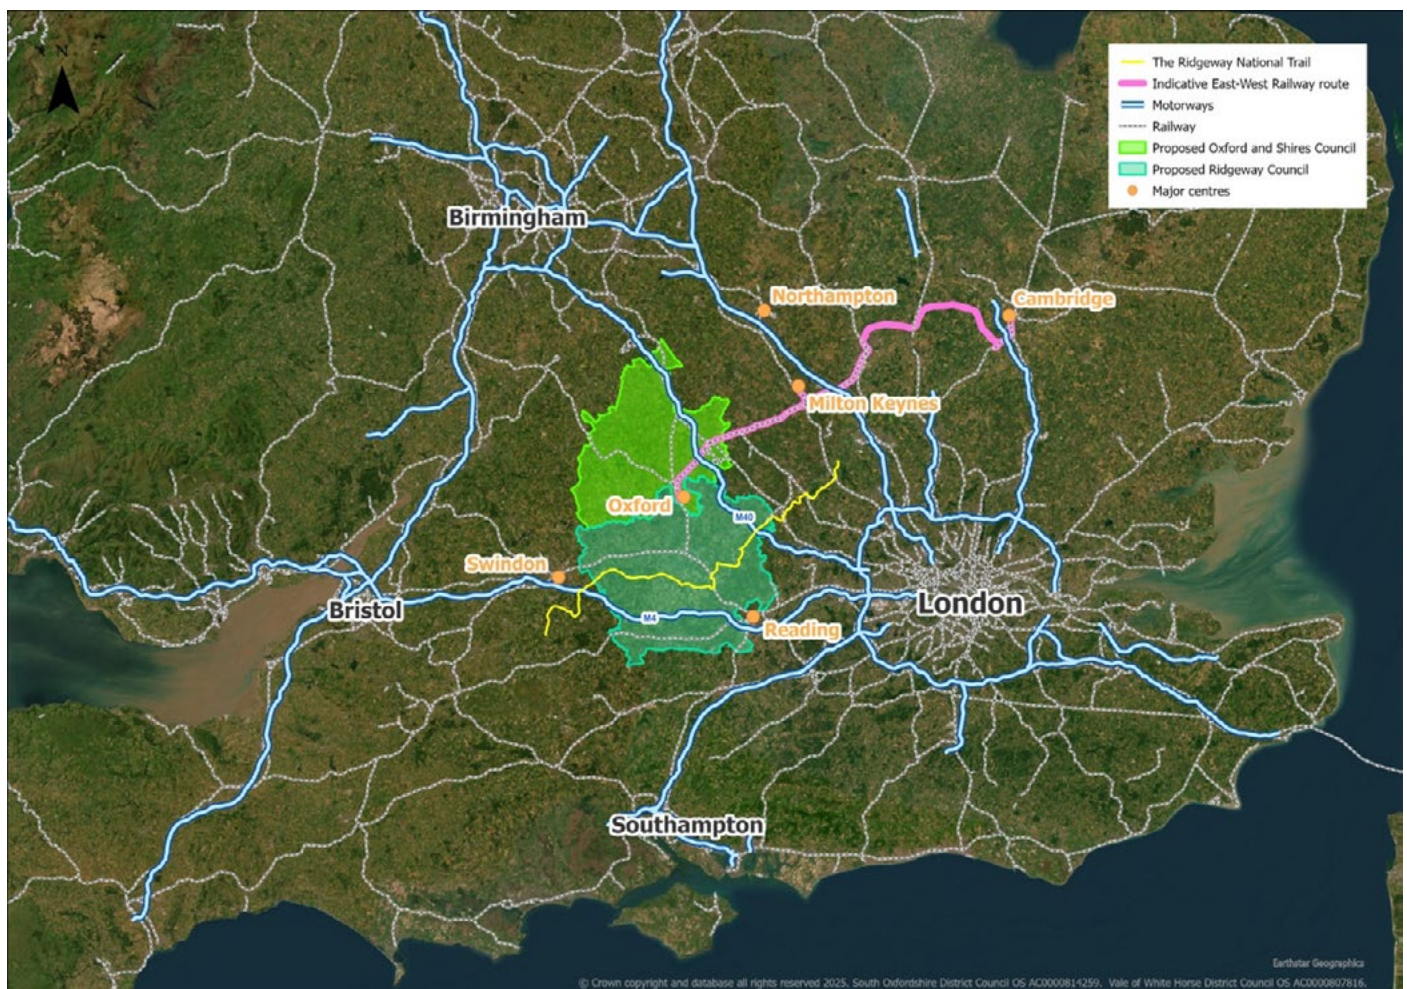 N
The Ridgeway National Trail
Indicative East-West Railway route
Motorways
Railway
Proposed Oxford and Shires Council
Proposed Ridgeway Council
Major centres
Birmingham
Northampton
Cambridge
Milton Keynes
Oxford
M40
Swindon
Bristol
M4
London
Reading
Southampton
Earthstar Geographics
© Crown copyright and database all rights reserved 2025. South Oxfordshire District Council OS AC0000814259. Vale of White Horse District Council OS AC0000807816.